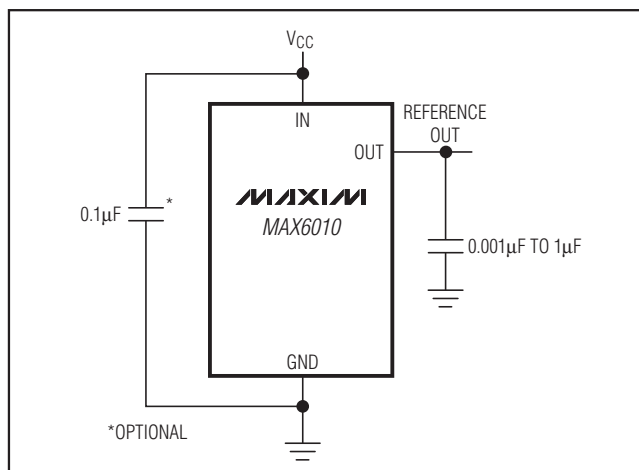 VCC
IN
REFERENCE
OUT
OUT
MAXIM
MAX6010
0.1µF
*
0.001µF TO 1µF
GND
*OPTIONAL